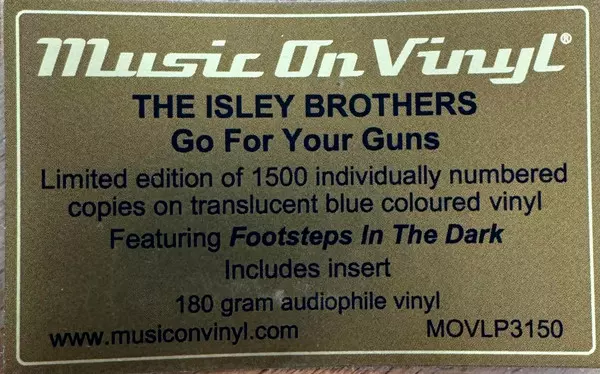 Music On Vinyl®
THE ISLEY BROTHERS
Go For Your Guns
Limited edition of 1500 individually numbered
copies on translucent blue coloured vinyl
Featuring Footsteps In The Dark
Includes insert
180 gram audiophile vinyl
www.musiconvinyl.com MOVLP3150